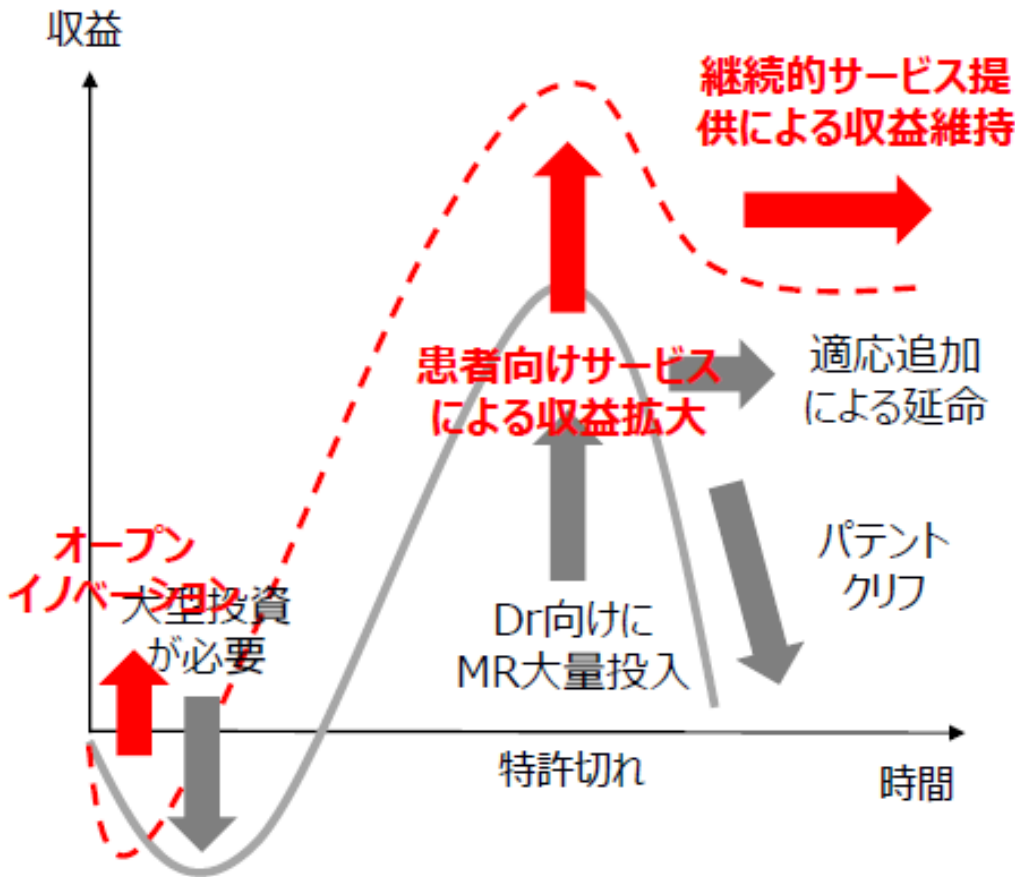 収益
継続的サービス提
供による収益維持
患者向けサービス
による収益拡大
適応追加
による延命
オープン
イノベーション
大型投資
が必要
Dr向けに
MR大量投入
パテント
クリフ
特許切れ
時間